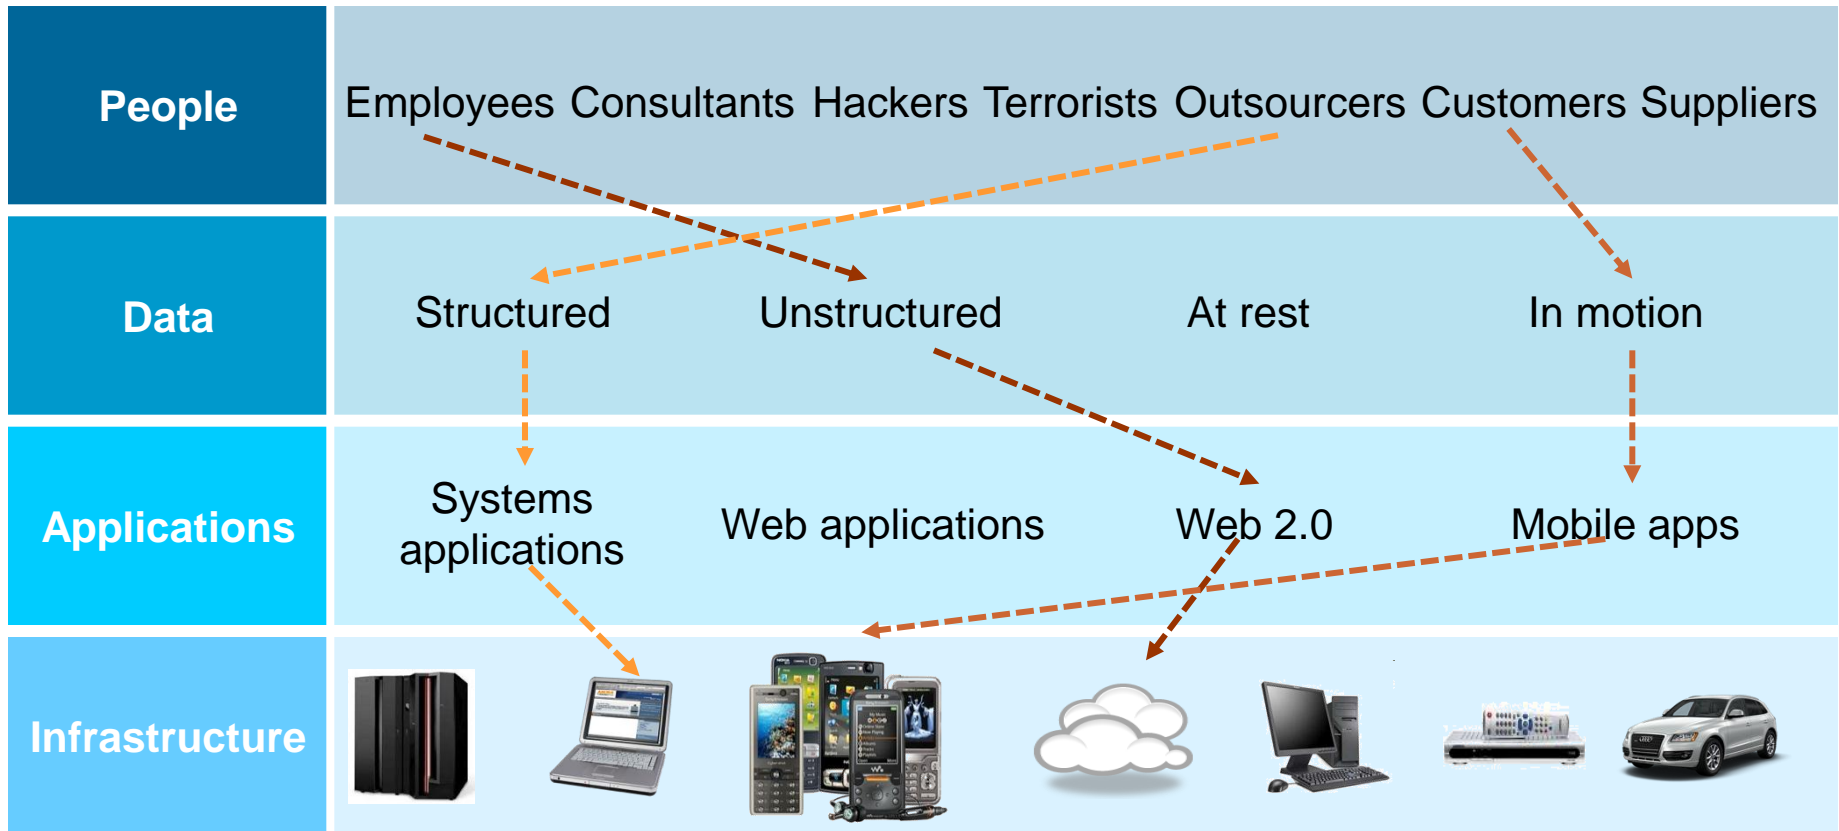 People
Employees Consultants Hackers Terrorists Outsourcers Customers Suppliers
Data
Structured Unstructured At rest In motion
Applications
Systems
applications
Web applications Web 2.0 Mobile apps
Infrastructure